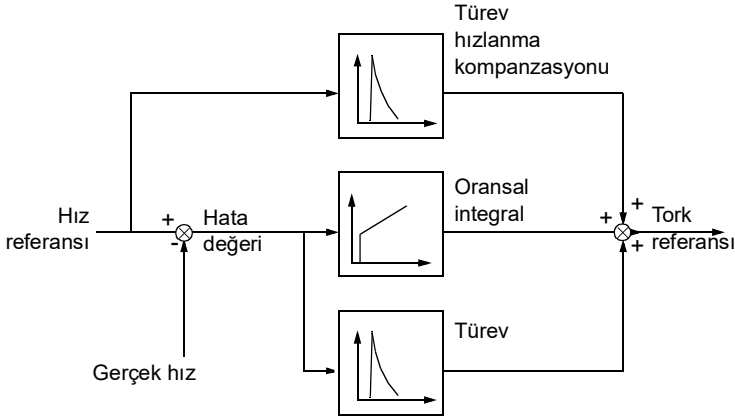 Türev
hızlanma
kompanzasyonu
Hız
referansı
+
-
Hata
değeri
Oransal
integral
+
+
+
Tork
referansı
Türev
Gerçek hız